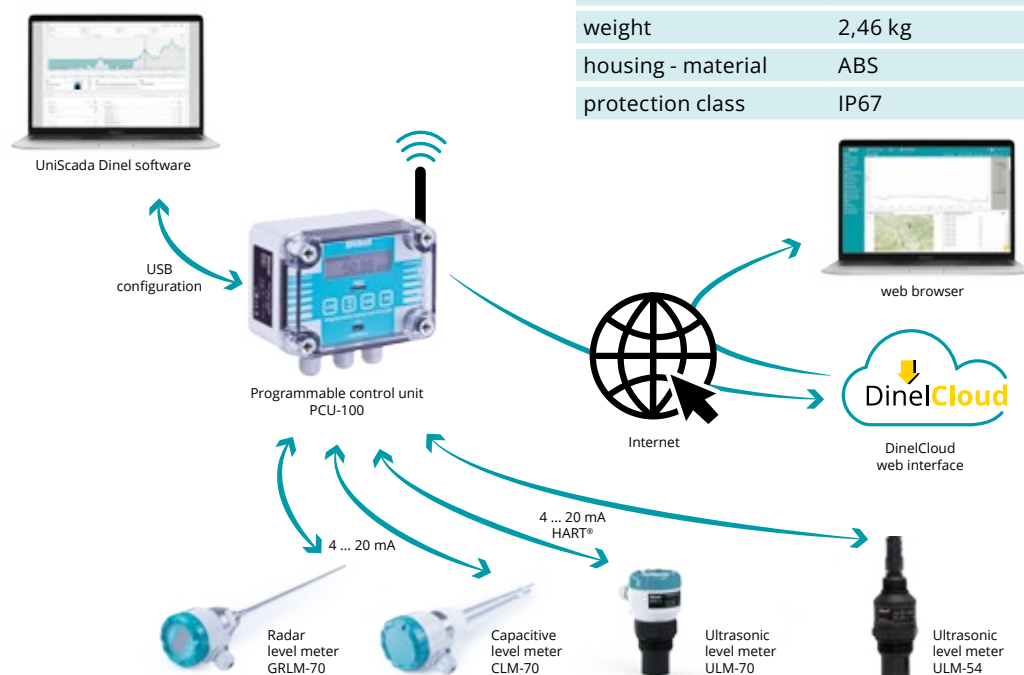 weight 2,46 kg
housing - material ABS
protection class IP67
UniScada Dinel software
USB
configuration
web browser
Programmable control unit
PCU-100
Internet
DinelCloud
DinelCloud
web interface
4 ... 20 mA
HART®
4 ... 20 mA
Radar
level meter
GRLM-70
Capacitive
level meter
CLM-70
Ultrasonic
level meter
ULM-70
Ultrasonic
level meter
ULM-54